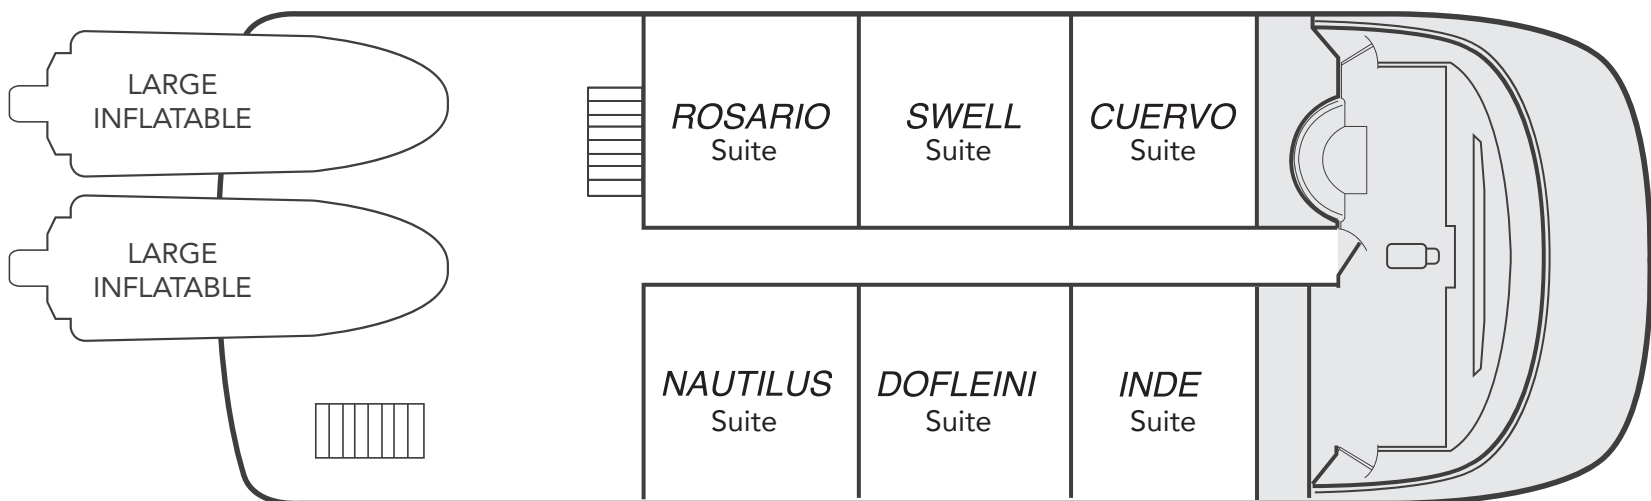 LARGE
INFLATABLE
ROSARIO
Suite
SWELL
Suite
CUERVO
Suite
LARGE
INFLATABLE
NAUTILUS
Suite
DOFLEINI
Suite
INDE
Suite